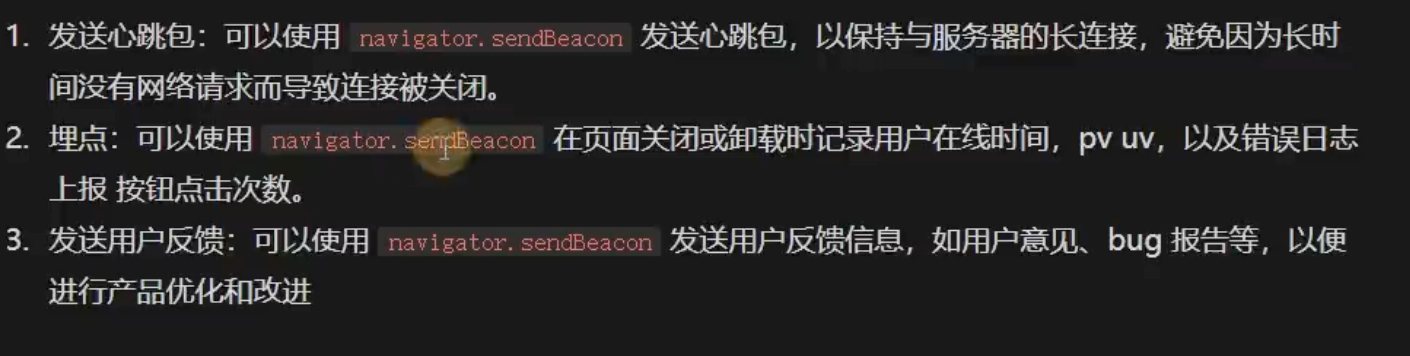 1. 发送心跳包：可以使用 navigator.sendBeacon 发送心跳包，以保持与服务器的长连接，避免因为长时
间没有网络请求而导致连接被关闭。
2. 埋点：可以使用 navigator.sendBeacon 在页面关闭或卸载时记录用户在线时间，pv uv，以及错误日志
上报 按钮点击次数。
3. 发送用户反馈：可以使用 navigator.sendBeacon 发送用户反馈信息，如用户意见、bug 报告等，以便
进行产品优化和改进